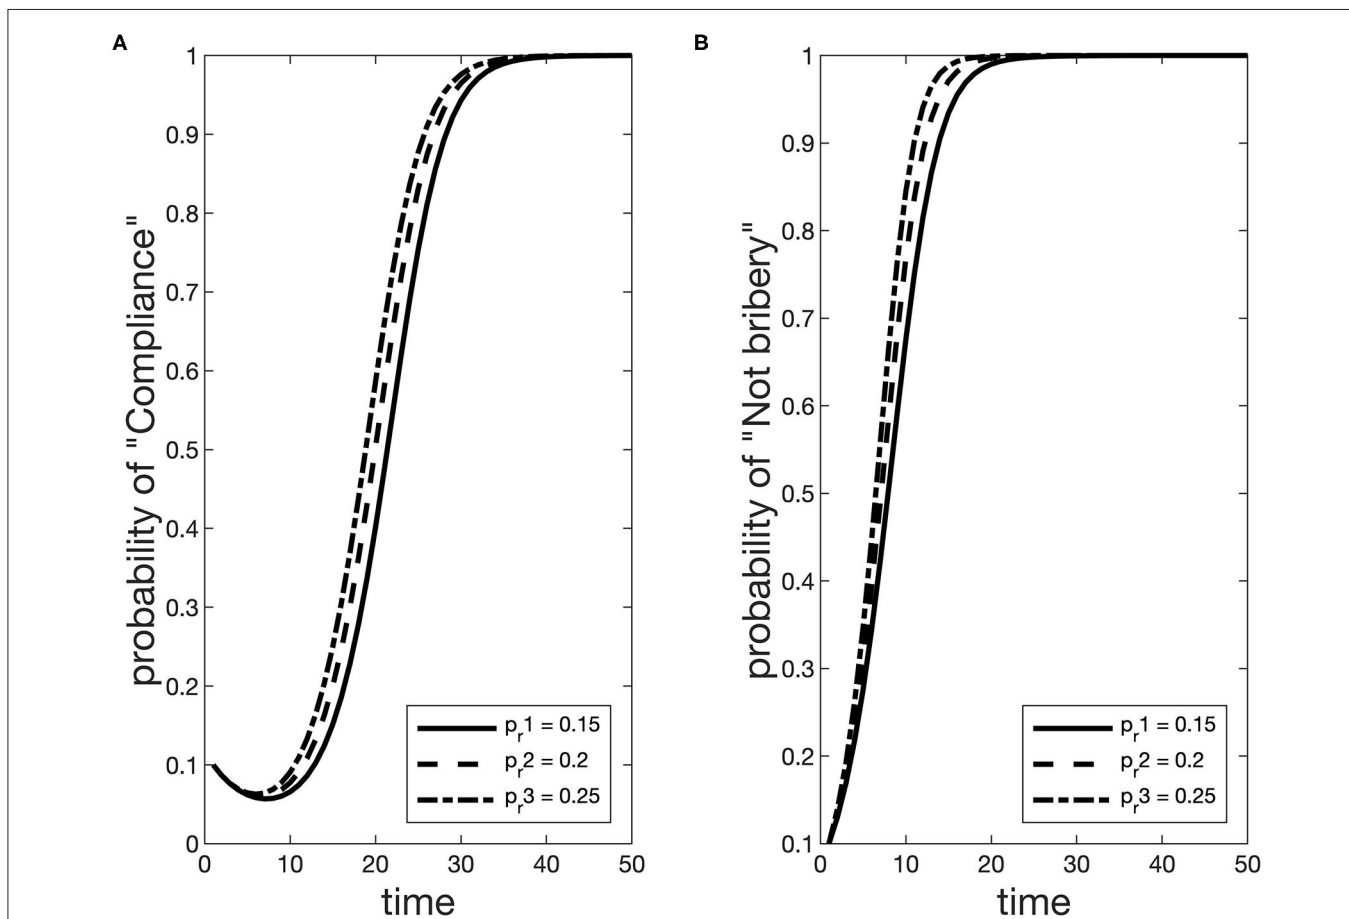 A
probability of "Compliance"
1
0.9
0.8
0.7
0.6
0.5
0.4
0.3
0.2
0.1
0
0 10 20 30 40 50
time
p_r1 = 0.15
p_r2 = 0.2
p_r3 = 0.25
B
probability of "Not bribery"
1
0.9
0.8
0.7
0.6
0.5
0.4
0.3
0.2
0.1
0 10 20 30 40 50
time
p_r1 = 0.15
p_r2 = 0.2
p_r3 = 0.25